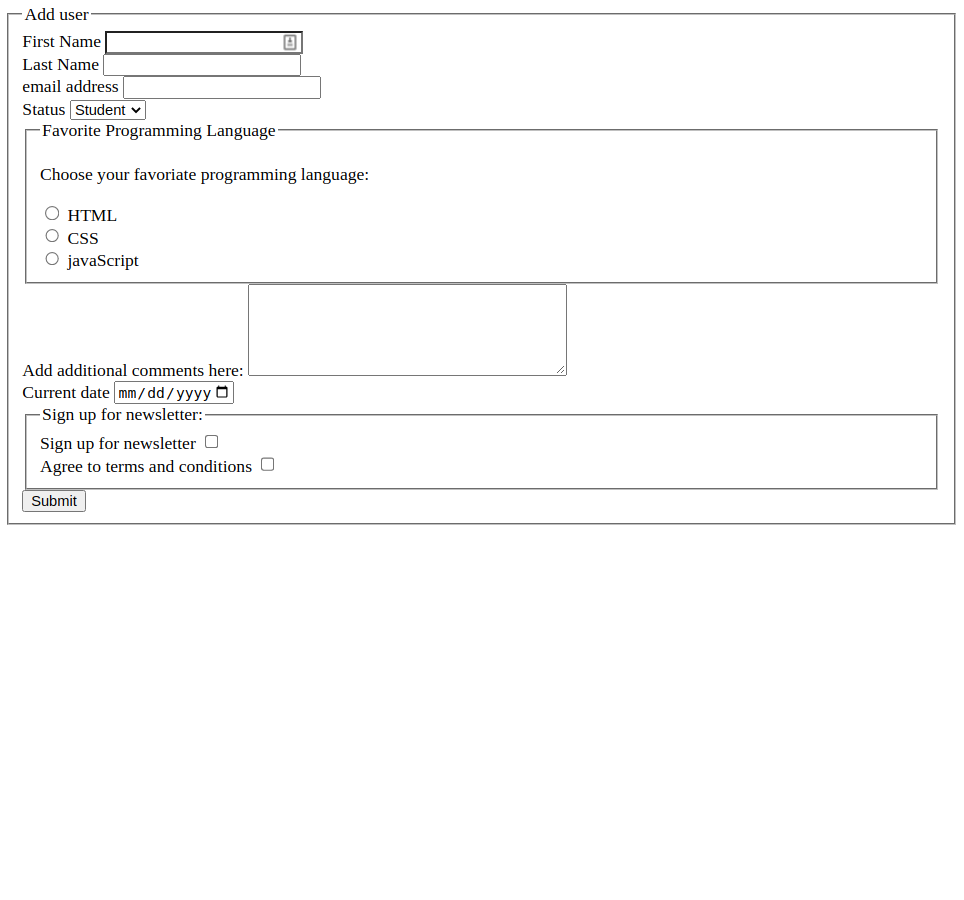 Add user
First Name
Last Name
email address
Status Student
Favorite Programming Language
Choose your favoriate programming language:
HTML
CSS
javaScript
Add additional comments here:
Current date mm/dd/yyyy
Sign up for newsletter:
Sign up for newsletter
Agree to terms and conditions
Submit